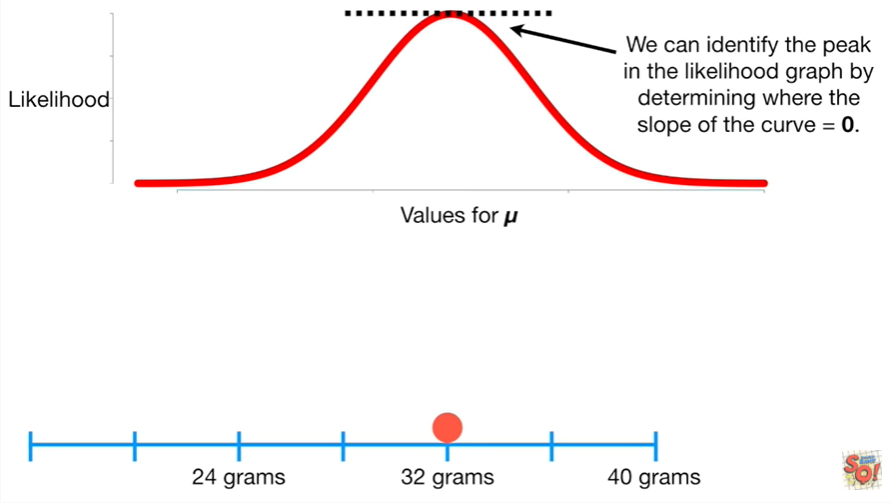 We can identify the peak
in the likelihood graph by
determining where the
slope of the curve = 0.
Likelihood
Values for μ
24 grams
32 grams
40 grams
SQ!